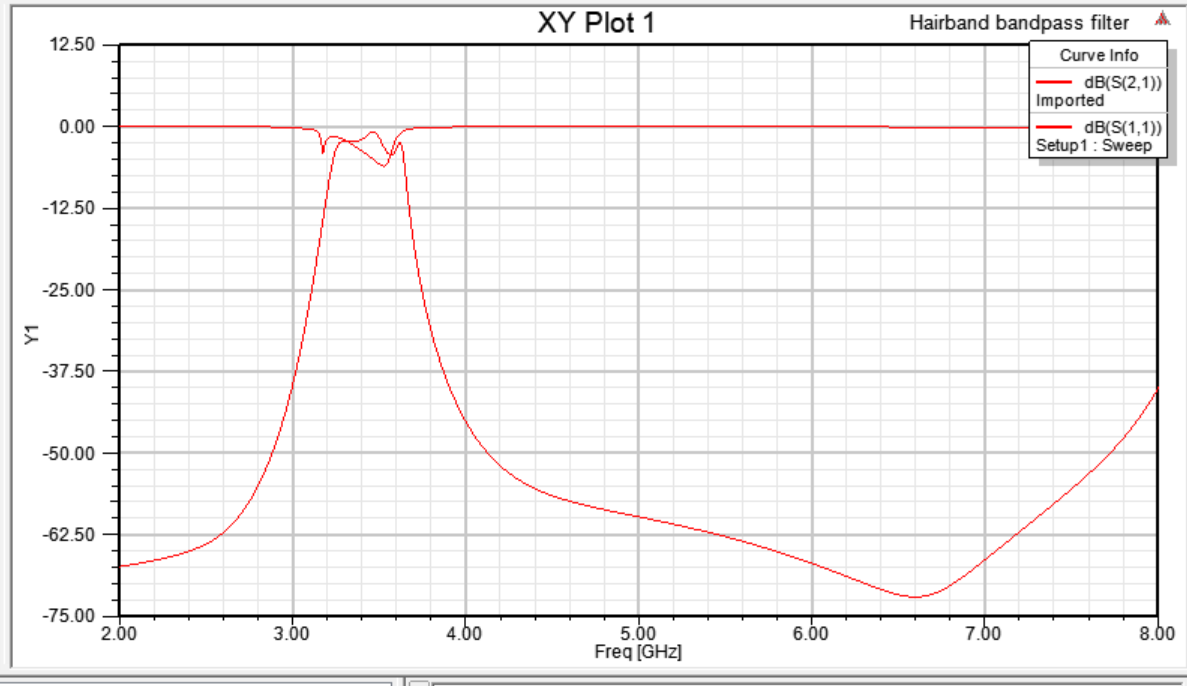 XY Plot 1
Hairband bandpass filter
Curve Info
dB(S(2,1))
Imported
dB(S(1,1))
Setup1 : Sweep
12.50
0.00
-12.50
-25.00
-37.50
-50.00
-62.50
-75.00
Y1
2.00 3.00 4.00 5.00 6.00 7.00 8.00
Freq [GHz]